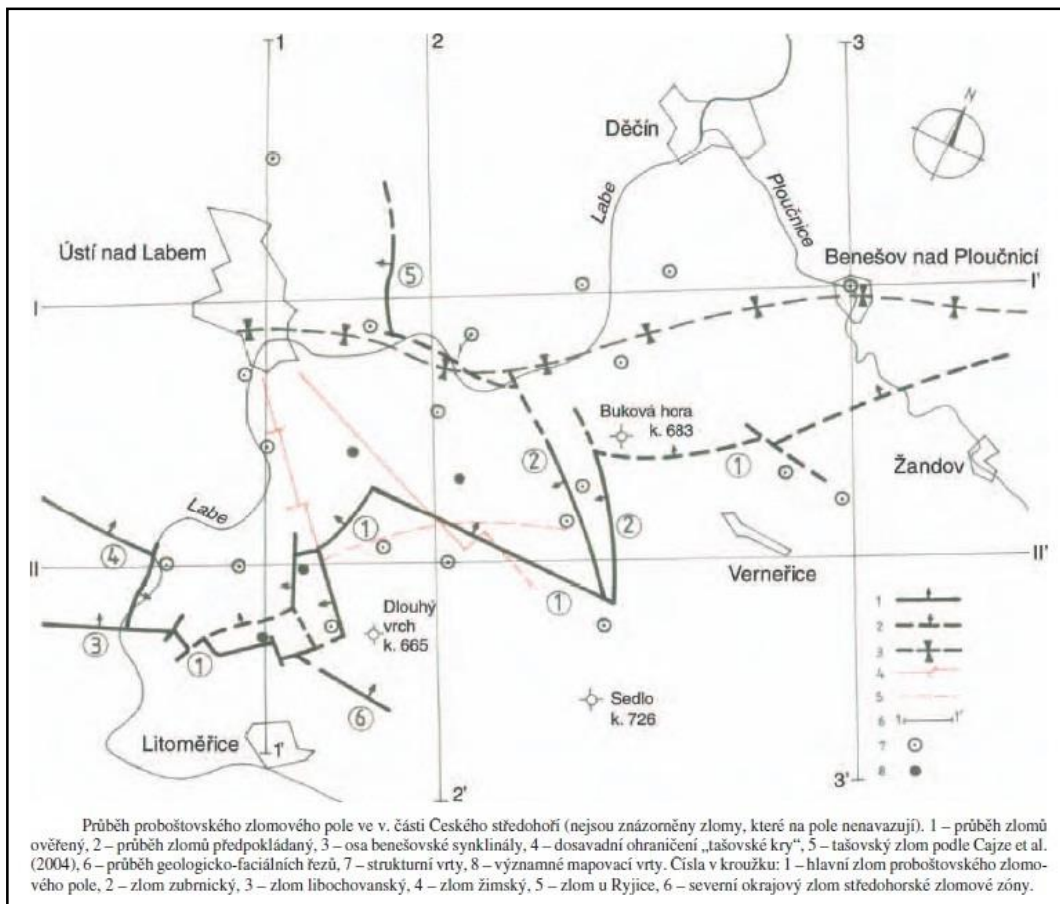 1
2
3
N
Děčín
Labe
Ploučnice
Ústí nad Labem
Benešov nad Ploučnicí
5
I
I'
Buková hora
k. 683
2
1
Žandov
Labe
1
2
4
II
II'
Verneřice
1
Dlouhý
vrch
k. 665
3
1
6
Sedlo
k. 726
Litoměřice
1'
2'
3'
1
2
3
4
5
6 1 1'
7
8
Průběh proboštovského zlomového pole ve v. části Českého středohoří (nejsou znázorněny zlomy, které na pole nenavazují). 1 – průběh zlomů
ověřený, 2 – průběh zlomů předpokládaný, 3 – osa benešovské synklinály, 4 – dosavadní ohraničení „tašovské kry“, 5 – tašovský zlom podle Cajze et al.
(2004), 6 – průběh geologicko-faciálních řezů, 7 – strukturní vrty, 8 – významné mapovací vrty. Čísla v kroužku: 1 – hlavní zlom proboštovského zlomo-
vého pole, 2 – zlom zubrnický, 3 – zlom libochovanský, 4 – zlom žimský, 5 – zlom u Ryjice, 6 – severní okrajový zlom středohorské zlomové zóny.